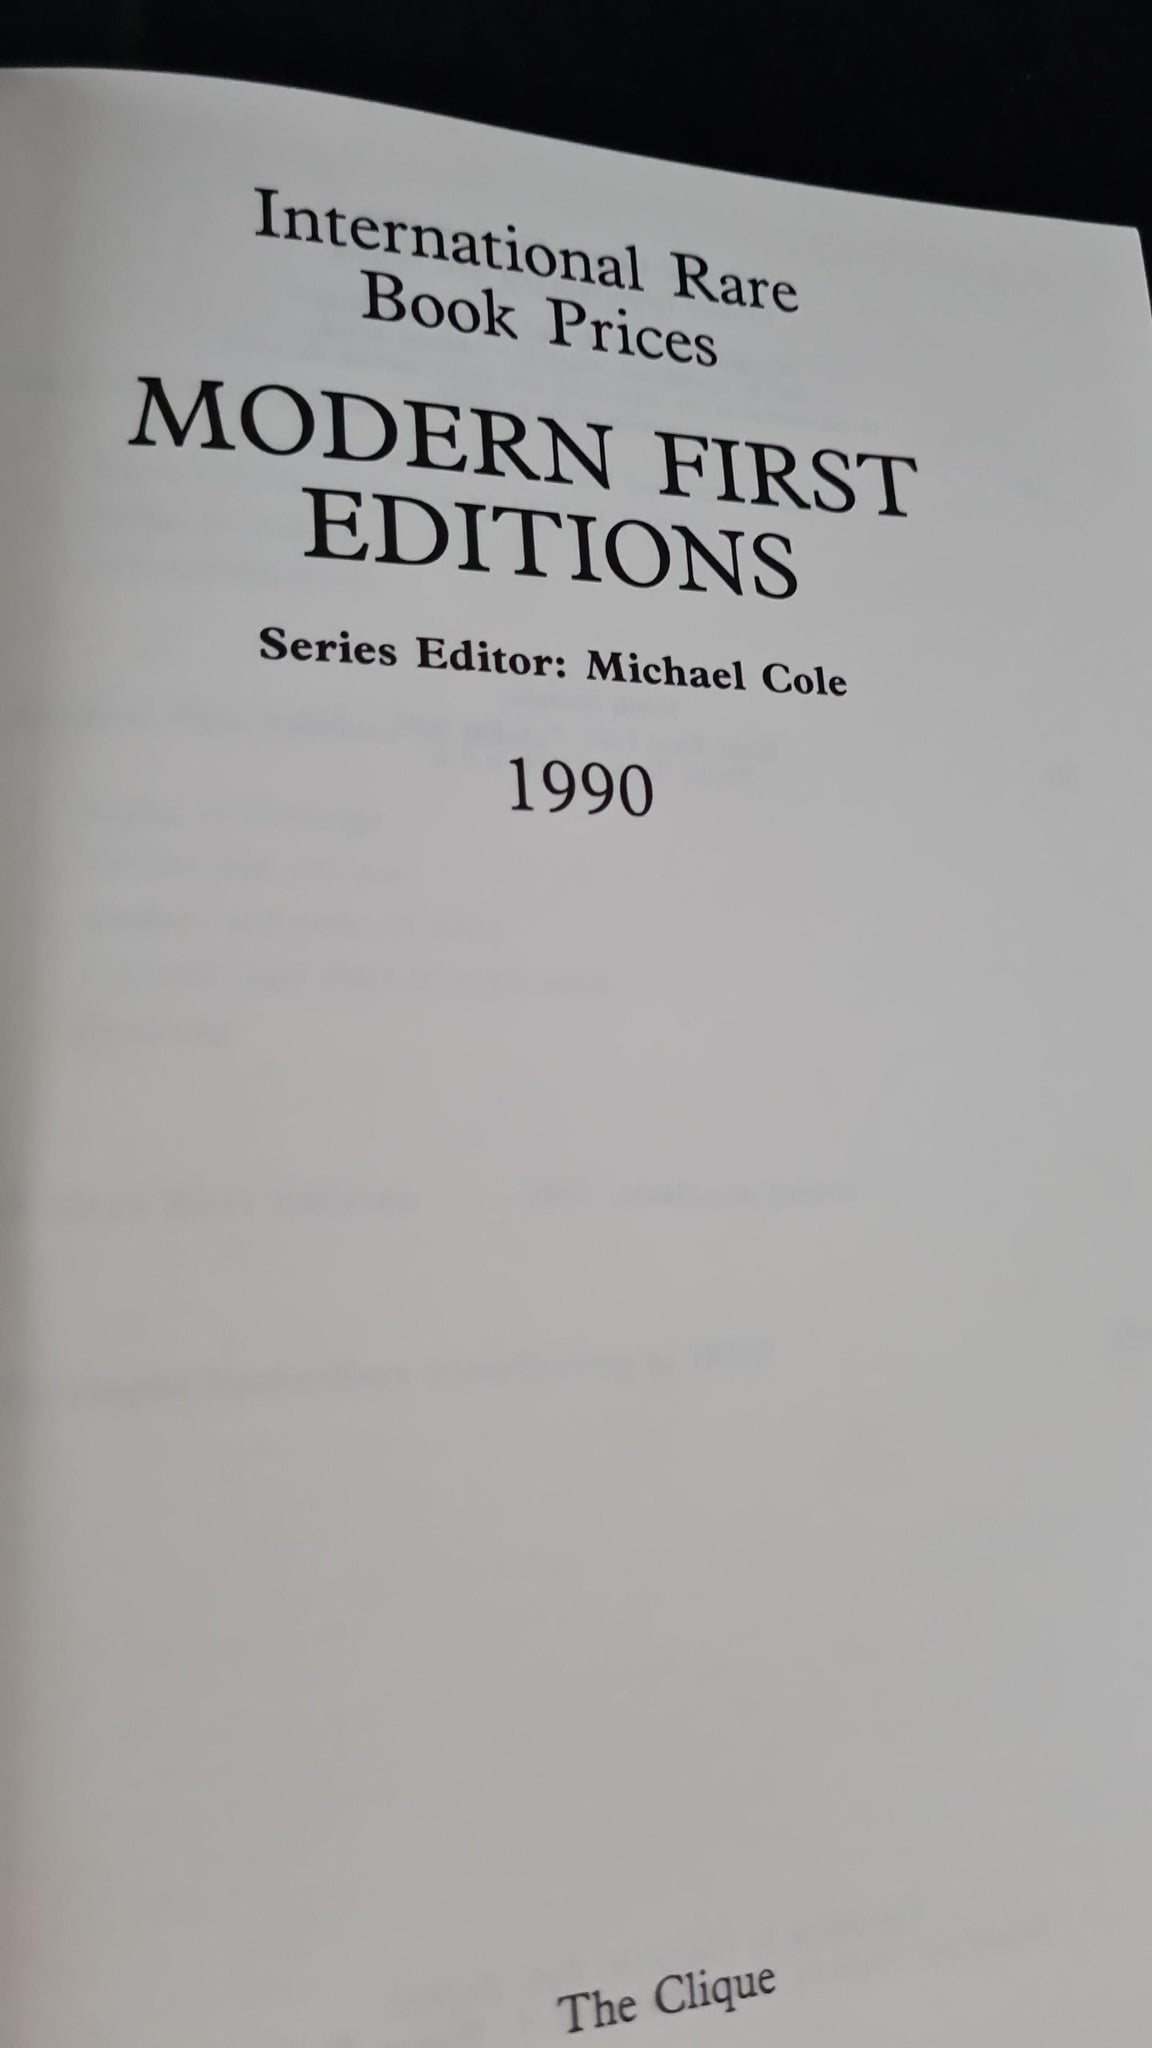 International Rare
Book Prices
MODERN FIRST
EDITIONS
Series Editor: Michael Cole
1990
The Clique